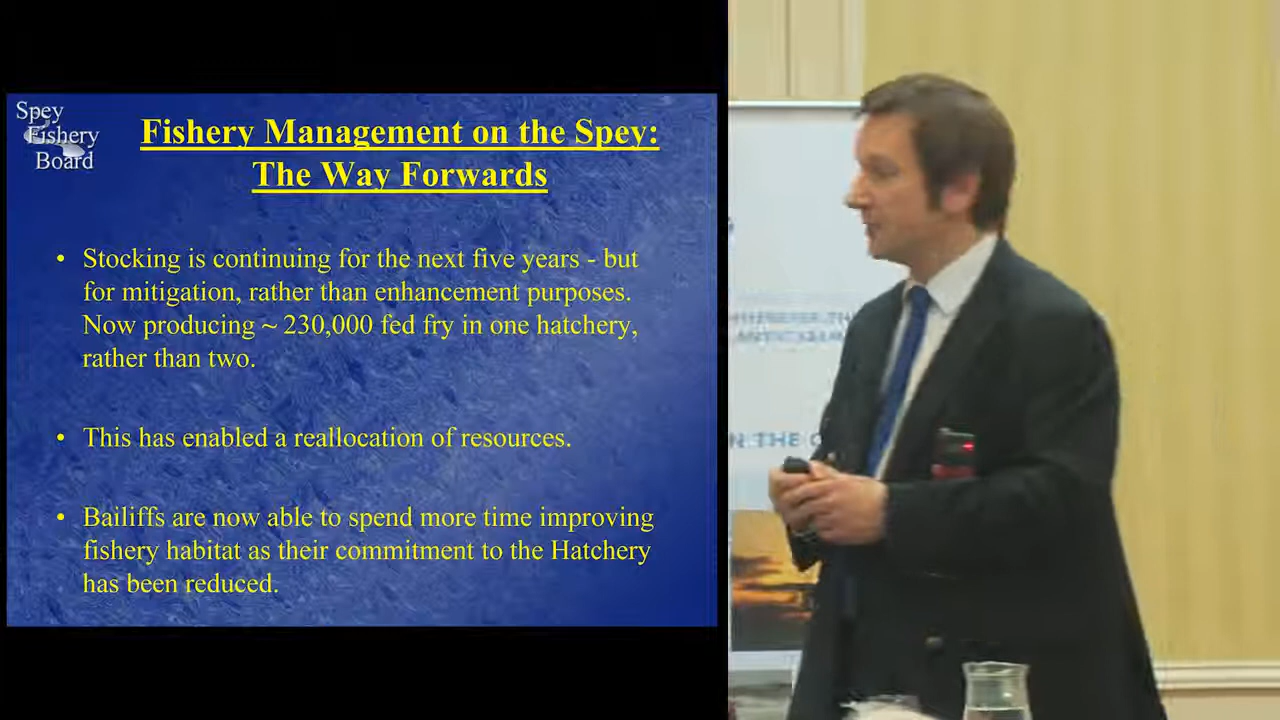 Spey
Fishery
Board
Fishery Management on the Spey:
The Way Forwards
• Stocking is continuing for the next five years - but
for mitigation, rather than enhancement purposes.
Now producing ~ 230,000 fed fry in one hatchery,
rather than two.
• This has enabled a reallocation of resources.
• Bailiffs are now able to spend more time improving
fishery habitat as their commitment to the Hatchery
has been reduced.
N THE